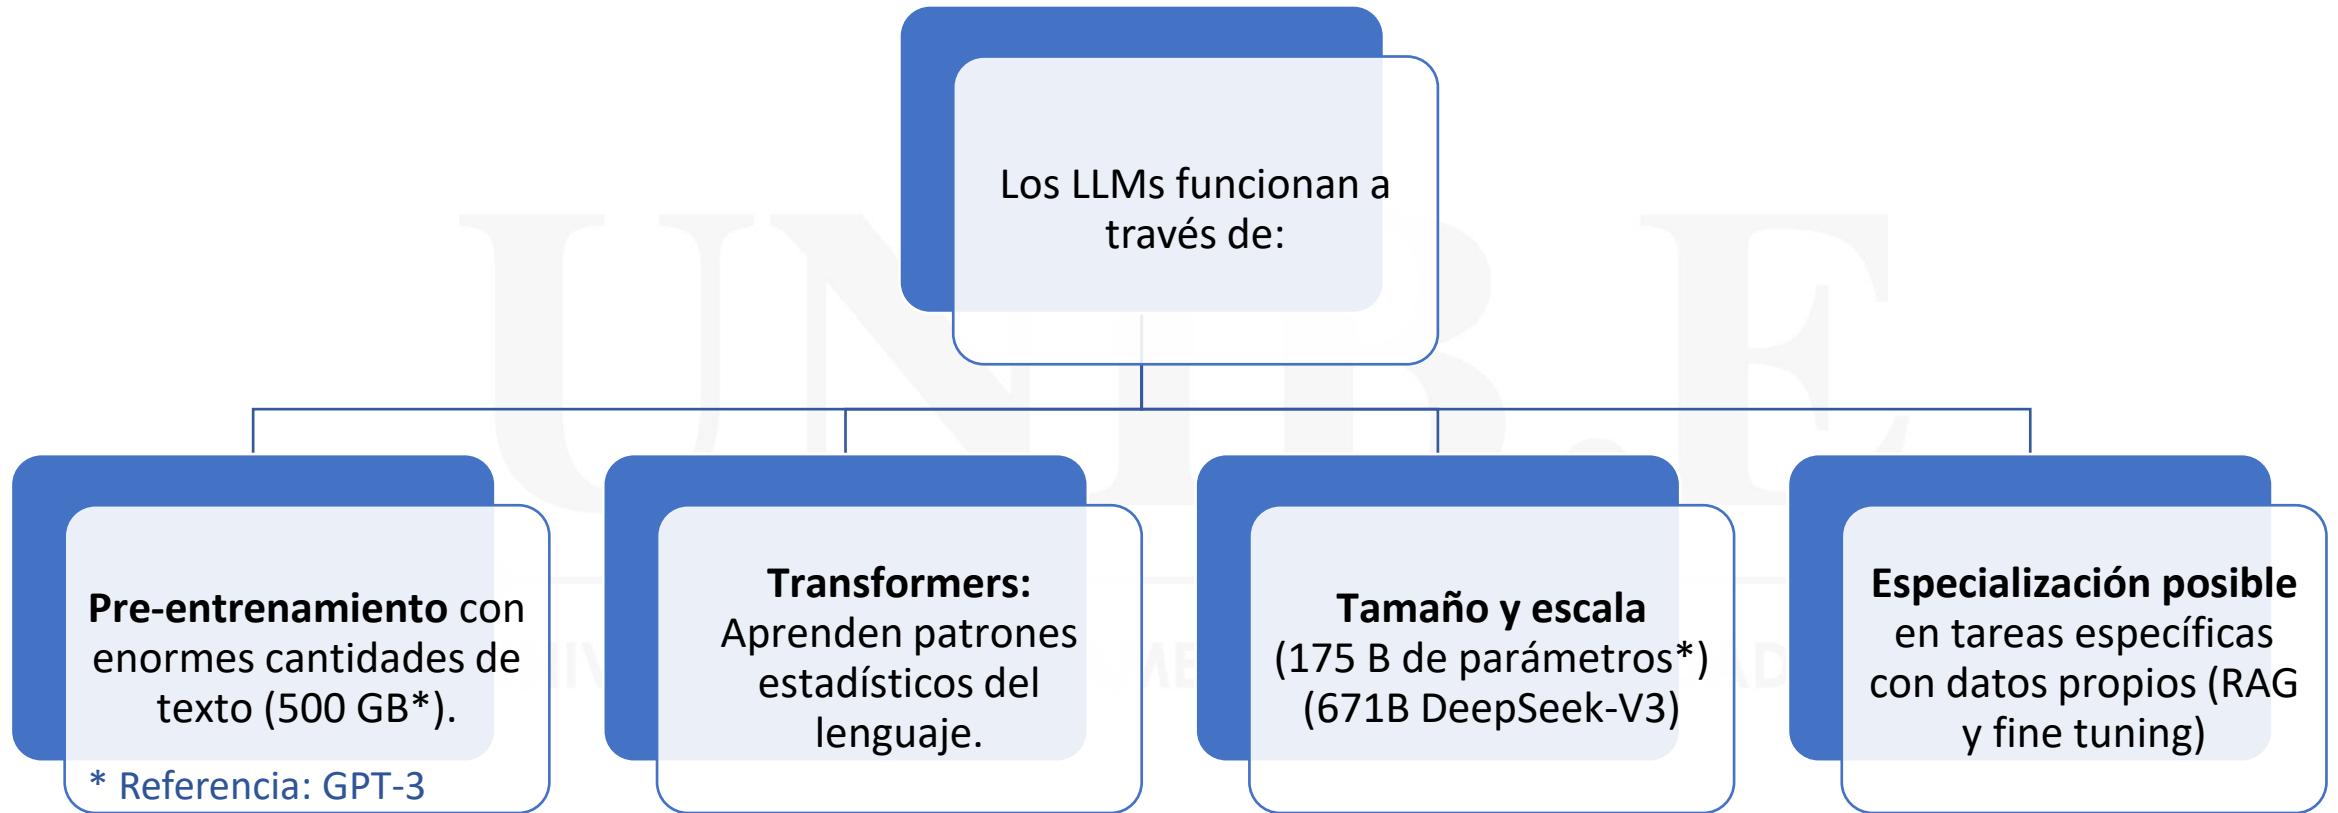 Los LLMs funcionan a
través de:
Pre-entrenamiento con
enormes cantidades de
texto (500 GB*).
* Referencia: GPT-3
Transformers:
Aprenden patrones
estadísticos del
lenguaje.
Tamaño y escala
(175 B de parámetros*)
(671B DeepSeek-V3)
Especialización posible
en tareas específicas
con datos propios (RAG
y fine tuning)
UNIB.E